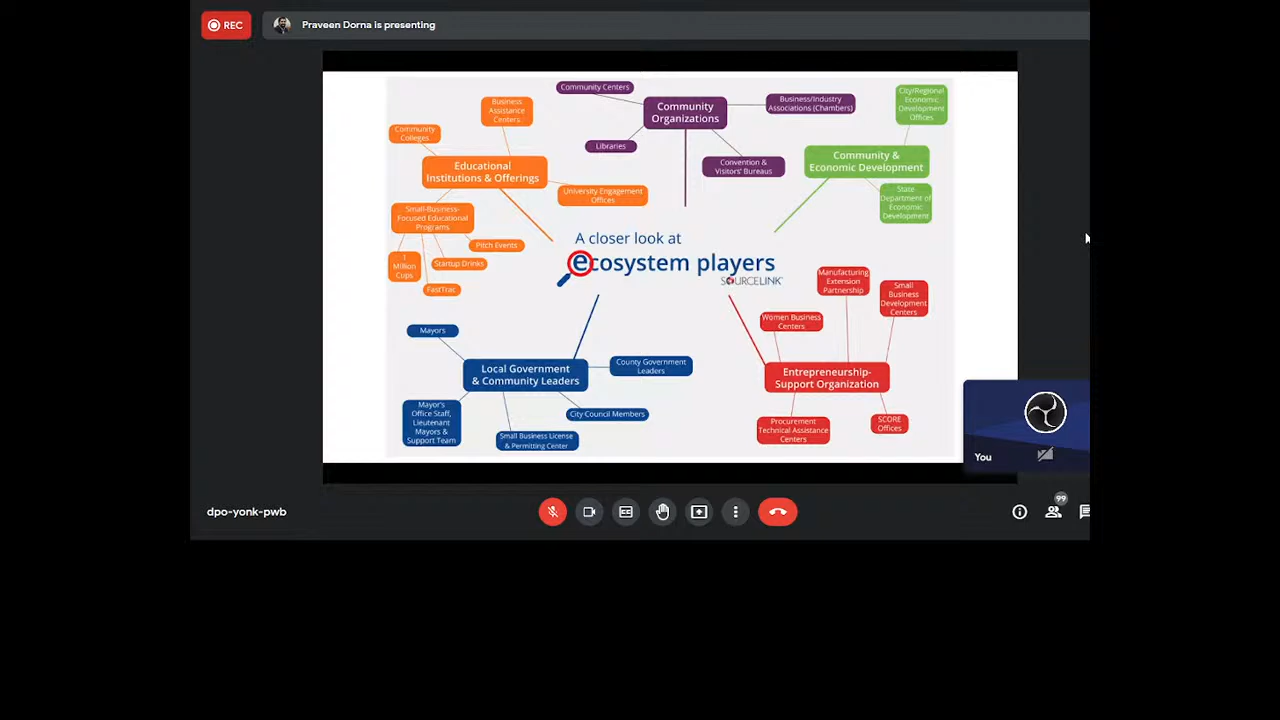 REC
Praveen Dorna is presenting
Community Centers
Community
Organizations
Business/Industry
Associations (Chambers)
Libraries
Convention &
Visitors' Bureaus
City/Regional
Economic
Development
Offices
Community &
Economic Development
State
Department of
Economic
Development
Business
Assistance
Centers
Community
Colleges
Educational
Institutions & Offerings
University Engagement
Offices
Small-Business-
Focused Educational
Programs
Pitch Events
Startup Drinks
1
Million
Cups
FastTrac
A closer look at
ecosystem players
SOURCELINK
Manufacturing
Extension
Partnership
Small
Business
Development
Centers
Women Business
Centers
Entrepreneurship-
Support Organization
Procurement
Technical Assistance
Centers
SCORE
Offices
Mayors
Local Government
& Community Leaders
County Government
Leaders
Mayor's
Office Staff,
Lieutenant
Mayors &
Support Team
City Council Members
Small Business License
& Permitting Center
You
dpo-yonk-pwb
99